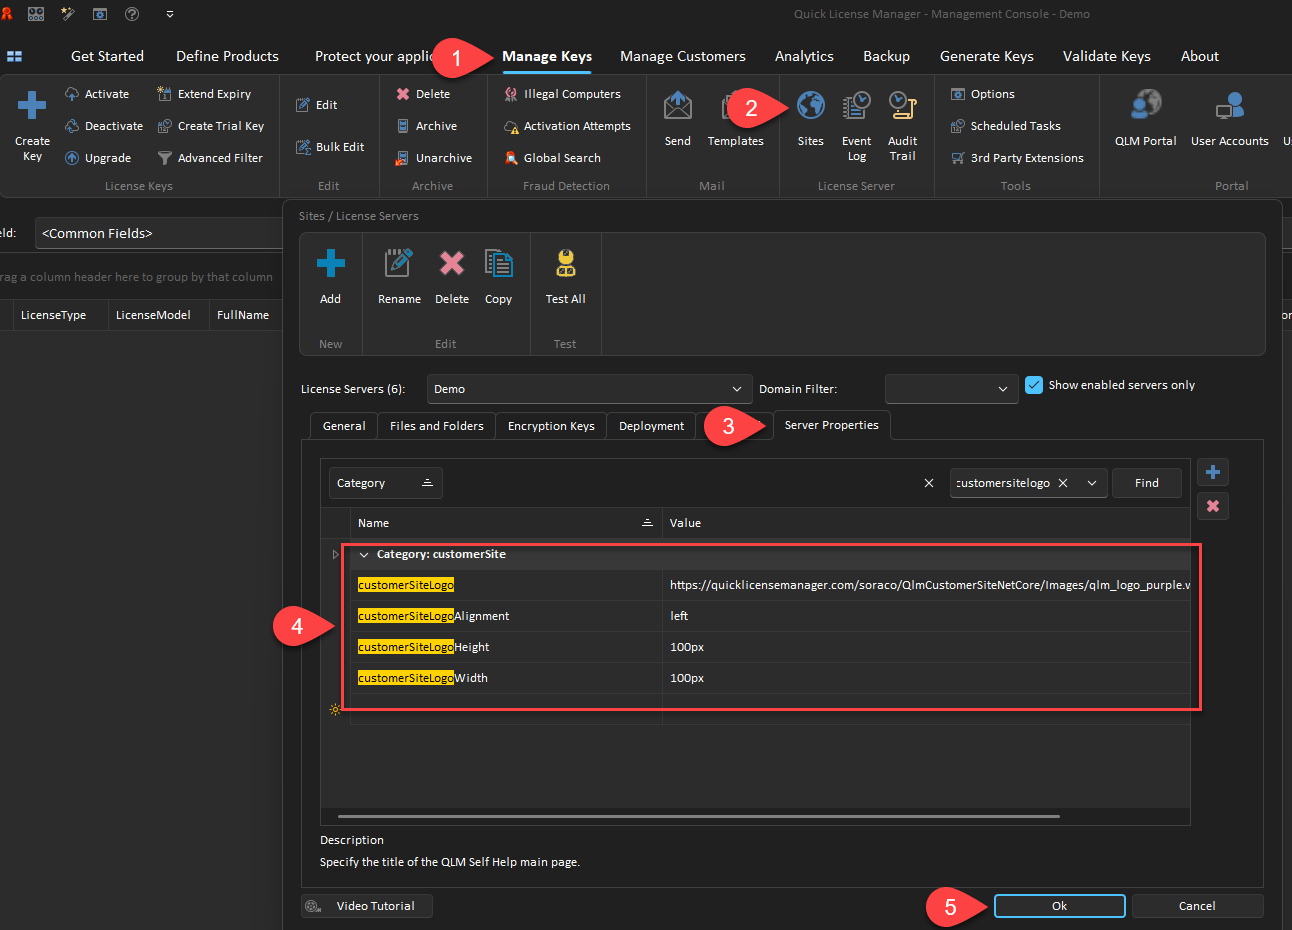 Quick License Manager - Management Console - Demo
Get Started Define Products Protect your applic 1 Manage Keys Manage Customers Analytics Backup Generate Keys Validate Keys About
Create Key
Activate
Deactivate
Upgrade
Extend Expiry
Create Trial Key
Advanced Filter
License Keys
Edit
Bulk Edit
Edit
Delete
Archive
Unarchive
Archive
Illegal Computers
Activation Attempts
Global Search
Fraud Detection
Send
Templates
Mail
2
Sites
Event Log
Audit Trail
License Server
Options
Scheduled Tasks
3rd Party Extensions
Tools
QLM Portal
User Accounts
Portal
eld: <Common Fields>
rag a column header here to group by that column
LicenseType LicenseModel FullName
Sites / License Servers
Add
New
Rename Delete Copy
Edit
Test All
Test
License Servers (6): Demo Domain Filter: Show enabled servers only
General Files and Folders Encryption Keys Deployment 3 Server Properties
Category customersitelogo Find
Name Value
Category: customerSite
customerSiteLogo https://quicklicensemanager.com/soraco/QlmCustomerSiteNetCore/Images/qlm_logo_purple.w
customerSiteLogoAlignment left
4
customerSiteLogoHeight 100px
customerSiteLogoWidth 100px
Description
Specify the title of the QLM Self Help main page.
Video Tutorial 5 Ok Cancel